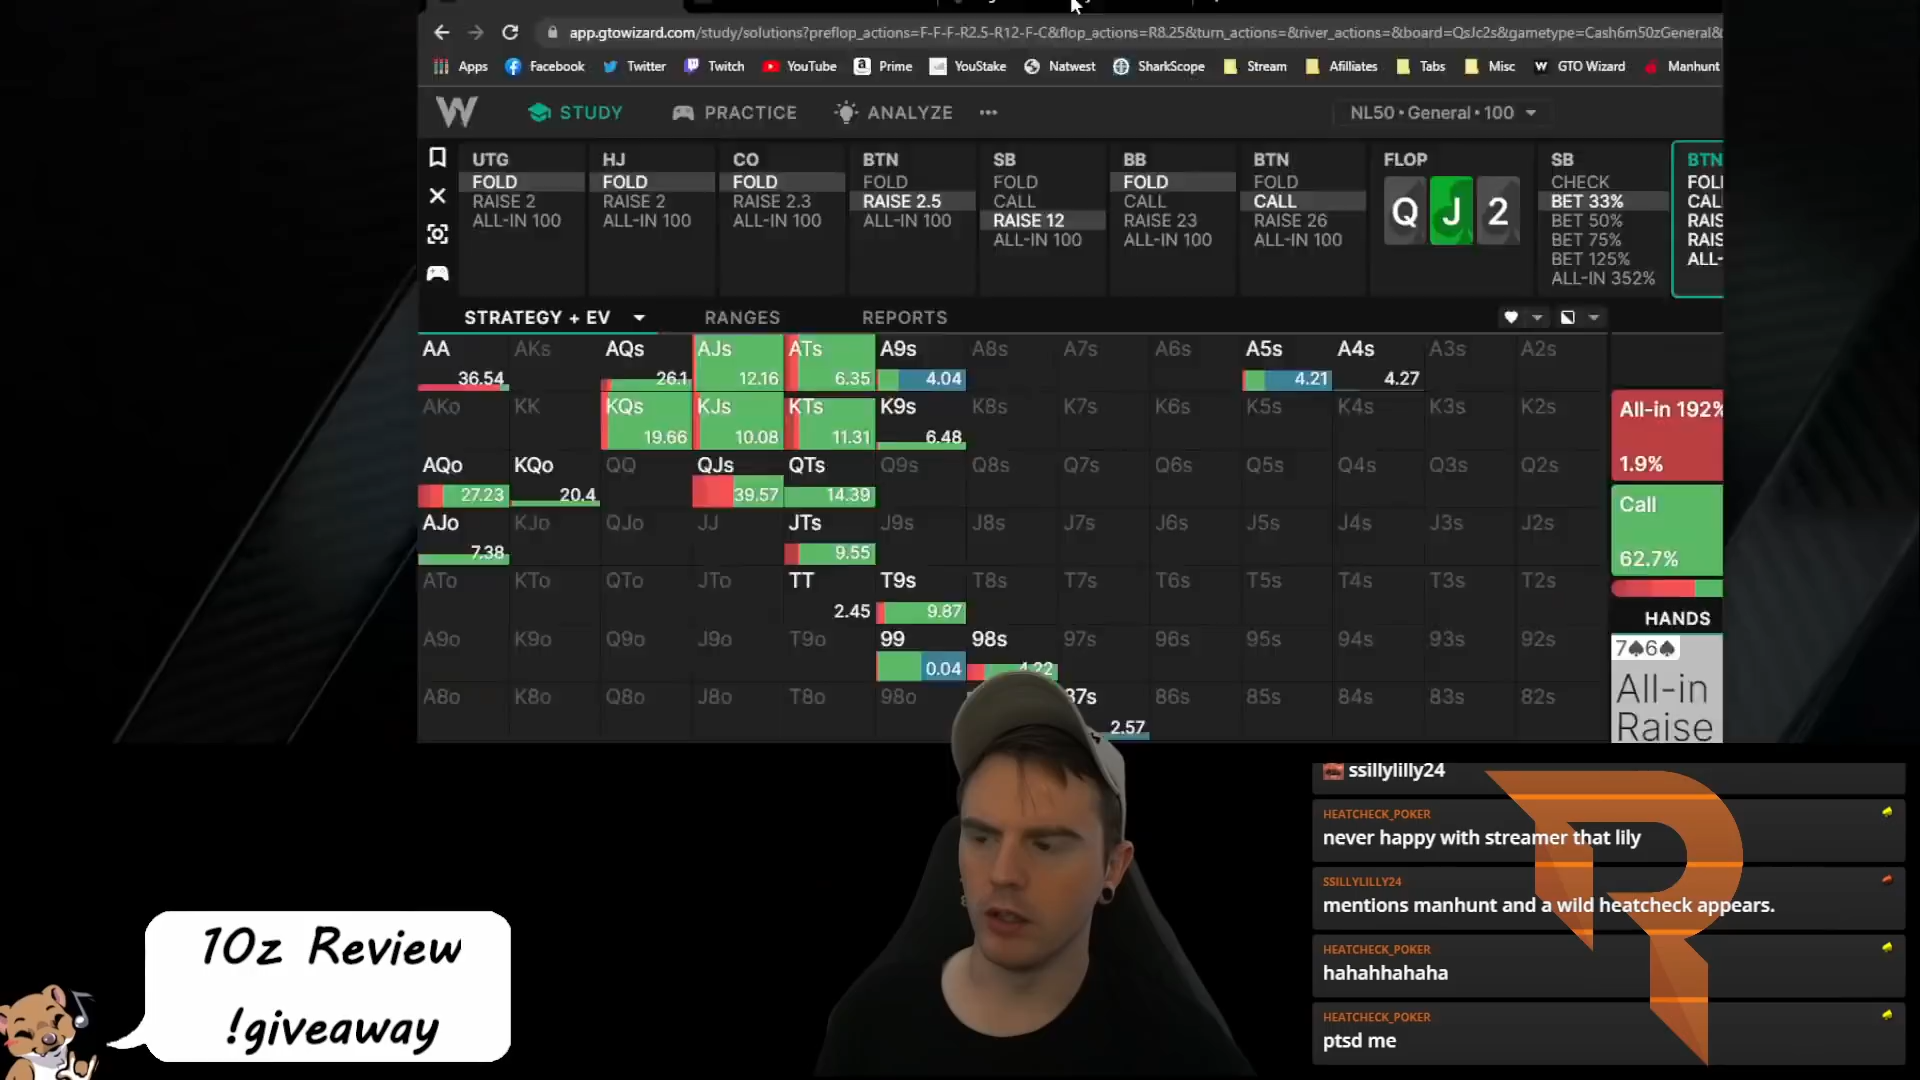 app.gtowizard.com/study/solutions?preflop_actions=F-F-F-R2.5-R12-F-C&flop_actions=R8.25&turn_actions=&river_actions=&board=QsJc2s&gametype=Cash6m50zGeneral&
Apps Facebook Twitter Twitch YouTube Prime YouStake Natwest SharkScope Stream Afilliates Tabs Misc GTO Wizard Manhunt
W STUDY PRACTICE ANALYZE ••• NL50 • General • 100
UTG HJ CO BTN SB BB BTN FLOP SB BTN
FOLD FOLD FOLD FOLD FOLD FOLD FOLD CHECK FOL
RAISE 2 RAISE 2 RAISE 2.3 RAISE 2.5 CALL CALL CALL Q J 2 BET 33% CAL
ALL-IN 100 ALL-IN 100 ALL-IN 100 ALL-IN 100 RAISE 12 RAISE 23 RAISE 26 BET 50% RAIS
ALL-IN 100 ALL-IN 100 ALL-IN 100 BET 75% RAIS
BET 125% ALL-
ALL-IN 352%
STRATEGY + EV RANGES REPORTS
AA AKs AQs AJs ATs A9s A8s A7s A6s A5s A4s A3s A2s
36.54 26.1 12.16 6.35 4.04 4.21 4.27
AKo KK KQs KJs KTs K9s K8s K7s K6s K5s K4s K3s K2s
19.66 10.08 11.31 6.48
AQo KQo QQ QJs QTs Q9s Q8s Q7s Q6s Q5s Q4s Q3s Q2s
27.23 20.4 39.57 14.39
AJo KJo QJo JJ JTs J9s J8s J7s J6s J5s J4s J3s J2s
7.38 9.55
ATo KTo QTo JTo TT T9s T8s T7s T6s T5s T4s T3s T2s
2.45 9.87
A9o K9o Q9o J9o T9o 99 98s 97s 96s 95s 94s 93s 92s
0.04 4.22
A8o K8o Q8o J8o T8o 98o 87s 86s 85s 84s 83s 82s
2.57
All-in 192%
1.9%
Call
62.7%
HANDS
7♠6♠
All-in
Raise
ssillylilly24
HEATCHECK_POKER
never happy with streamer that lily
SSILLYLILLY24
mentions manhunt and a wild heatcheck appears.
HEATCHECK_POKER
hahahhahaha
HEATCHECK_POKER
ptsd me
10z Review
!giveaway